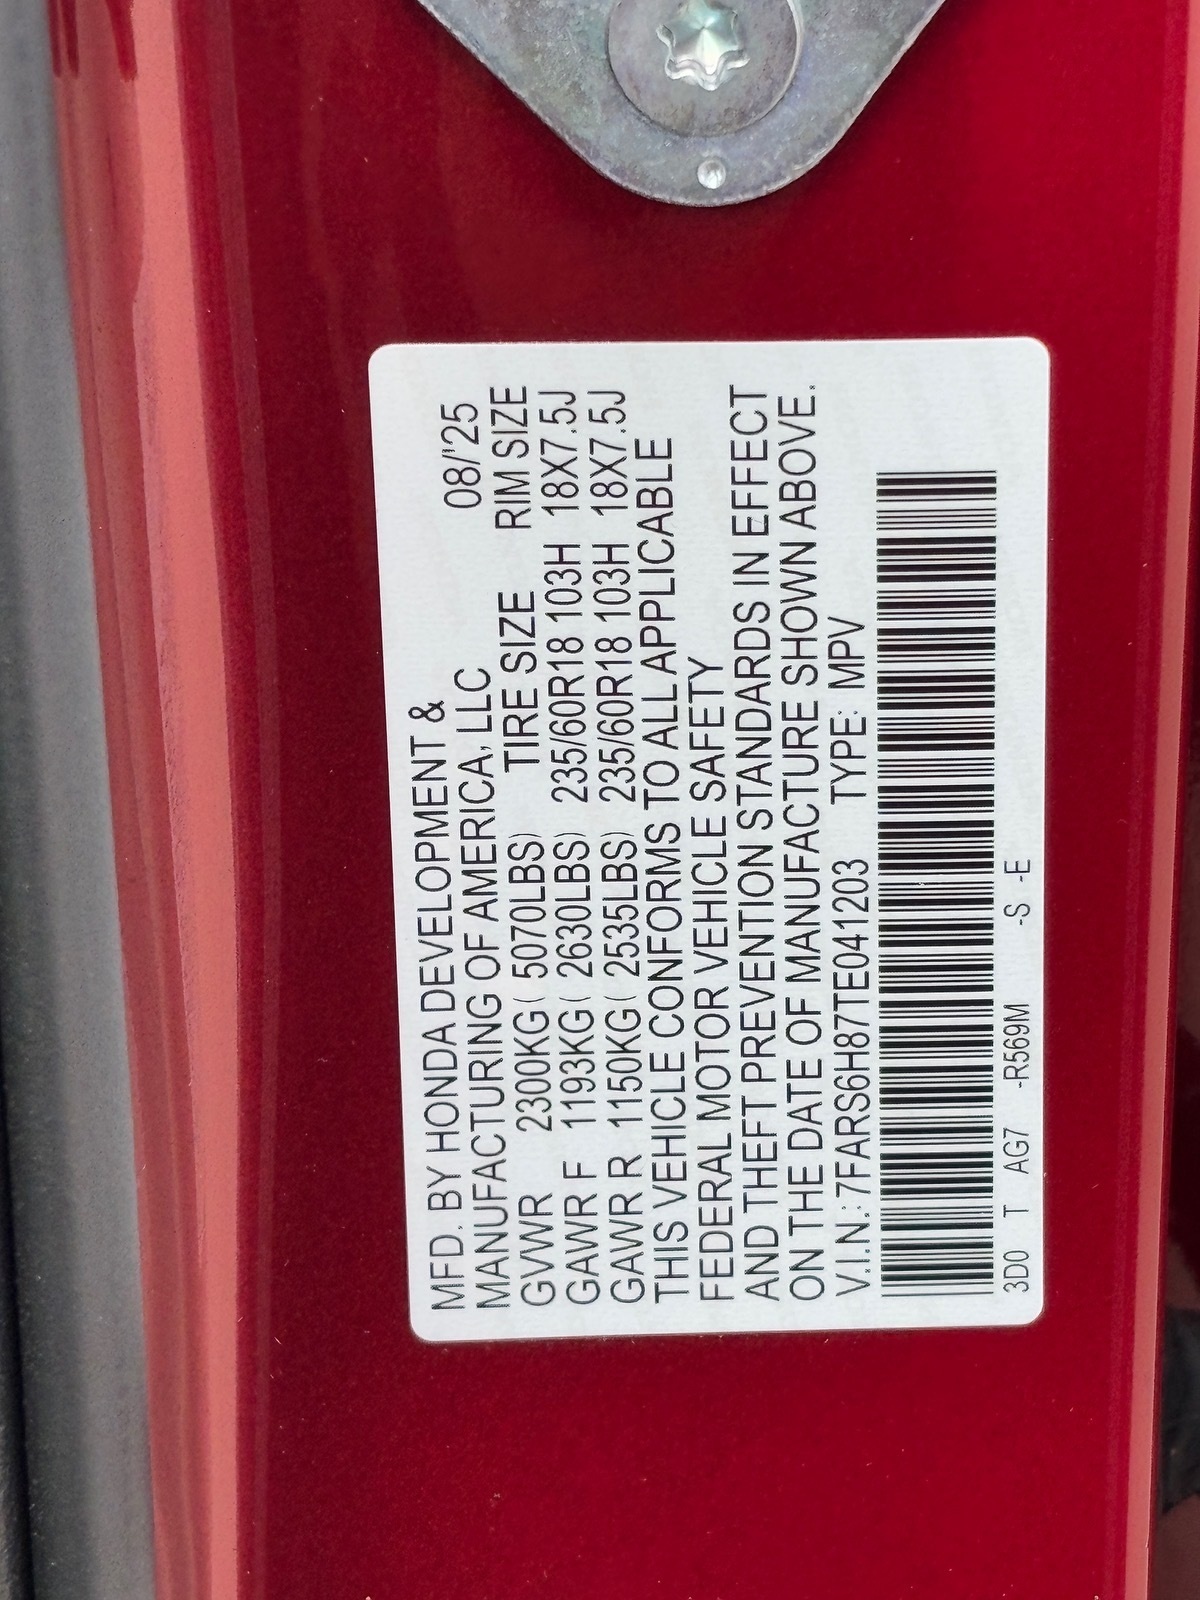 MFD. BY HONDA DEVELOPMENT &
MANUFACTURING OF AMERICA, LLC 08/'25
GVWR 2300KG( 5070LBS) TIRE SIZE RIM SIZE
GAWR F 1193KG( 2630LBS) 235/60R18 103H 18X7.5J
GAWR R 1150KG( 2535LBS) 235/60R18 103H 18X7.5J
THIS VEHICLE CONFORMS TO ALL APPLICABLE
FEDERAL MOTOR VEHICLE SAFETY
AND THEFT PREVENTION STANDARDS IN EFFECT
ON THE DATE OF MANUFACTURE SHOWN ABOVE.
V.I.N.: 7FARS6H87TE041203 TYPE: MPV
3D0 T AG7 -R569M -S -E